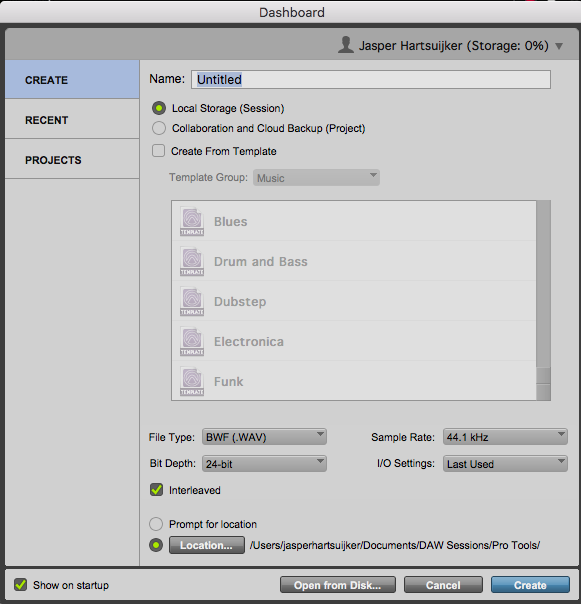 Dashboard
Jasper Hartsuijker (Storage: 0%)
CREATE
RECENT
PROJECTS
Name: Untitled
Local Storage (Session)
Collaboration and Cloud Backup (Project)
Create From Template
Template Group: Music
TEMPLATE Blues
TEMPLATE Drum and Bass
TEMPLATE Dubstep
TEMPLATE Electronica
TEMPLATE Funk
File Type: BWF (.WAV) Sample Rate: 44.1 kHz
Bit Depth: 24-bit I/O Settings: Last Used
Interleaved
Prompt for location
Location... /Users/jasperhartsuijker/Documents/DAW Sessions/Pro Tools/
Show on startup Open from Disk... Cancel Create